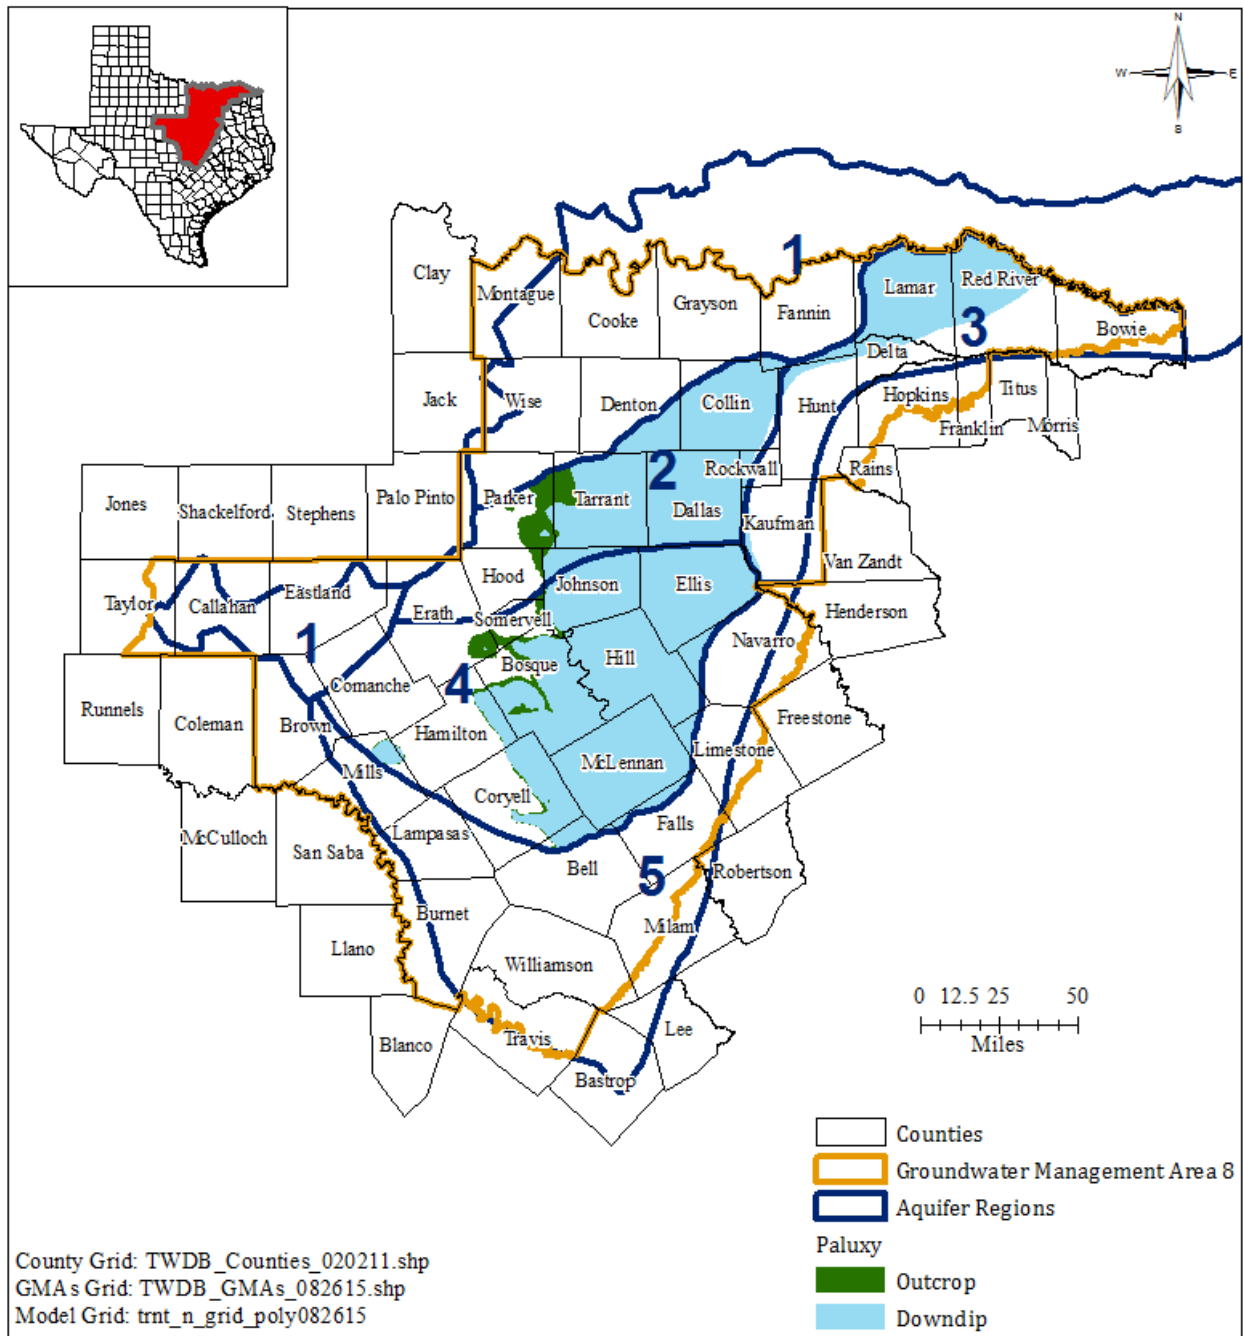 N
W E
S
1
Clay
Montague
Cooke
Grayson
Fannin
Lamar
Red River
3
Bowie
Delta
Jack
Wise
Denton
Collin
Hunt
Hopkins
Titus
Franklin
Morris
2
Rockwall
Rains
Jones
Shackelford
Stephens
Palo Pinto
Parker
Tarrant
Dallas
Kaufman
Van Zandt
Taylor
Callahan
Eastland
Erath
Hood
Johnson
Ellis
Henderson
Somervell
Navarro
1
Comanche
4
Bosque
Hill
Runnels
Coleman
Brown
Hamilton
Freestone
Mills
McLennan
Limestone
Coryell
McCulloch
San Saba
Lampasas
Falls
Bell
5
Robertson
Burnet
Milam
Llano
Williamson
Blanco
Travis
Lee
Bastrop
0 12.5 25 50
Miles
Counties
Groundwater Management Area 8
Aquifer Regions
Paluxy
Outcrop
Downdip
County Grid: TWDB_Counties_020211.shp
GMAs Grid: TWDB_GMAs_082615.shp
Model Grid: trnt_n_grid_poly082615